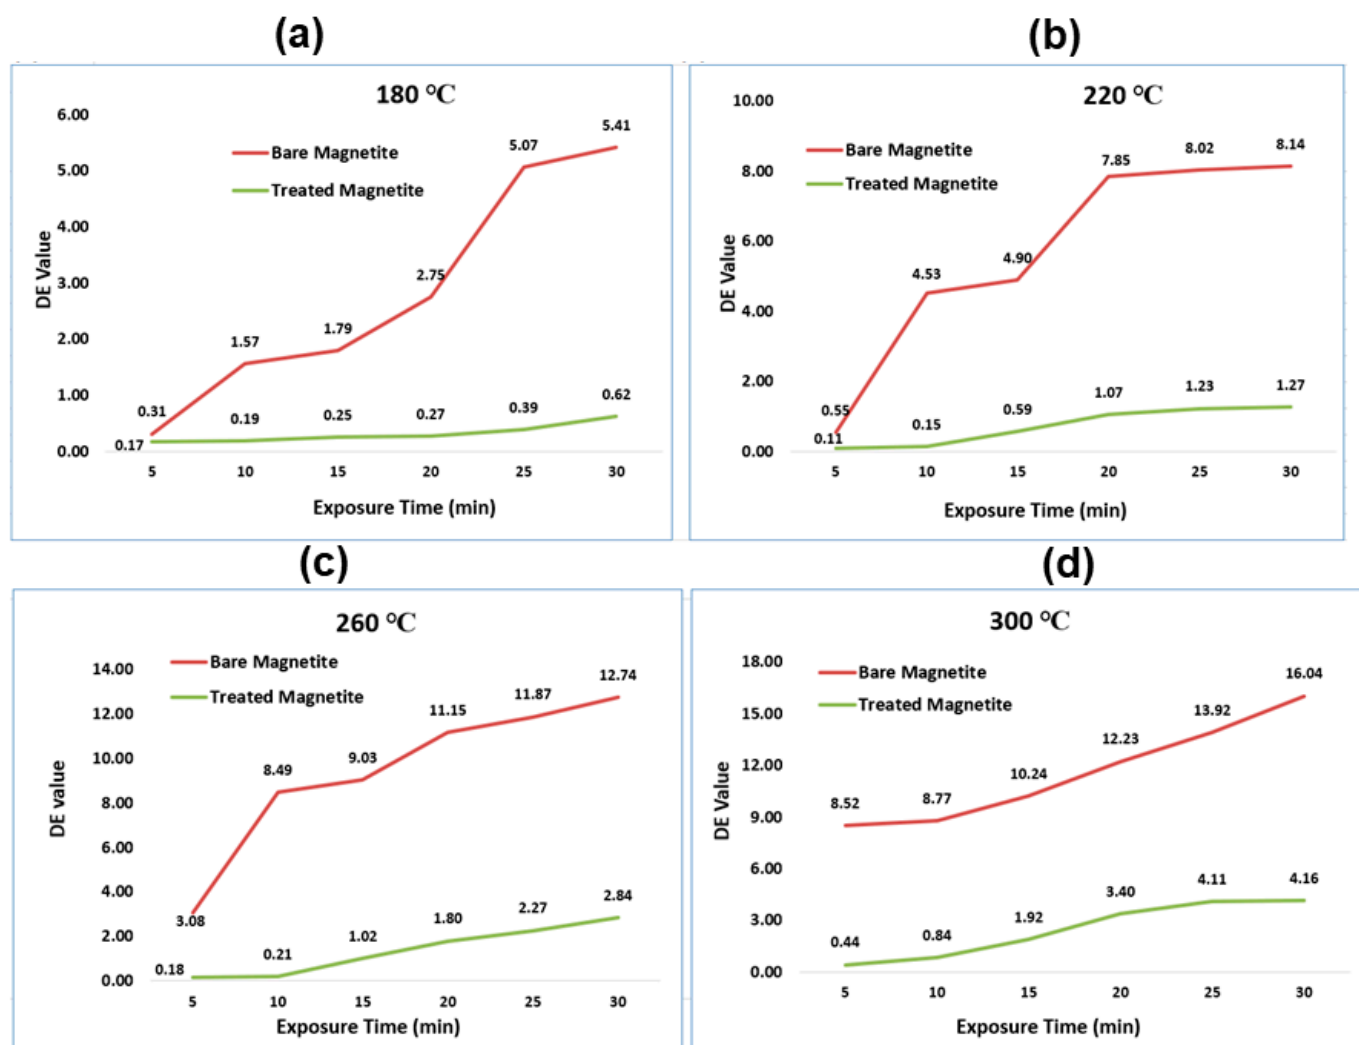 (a)
180 °C
6.00
5.00
4.00
3.00
2.00
1.00
0.00
DE Value
Bare Magnetite
Treated Magnetite
0.31
1.57
1.79
2.75
5.07
5.41
0.17
0.19
0.25
0.27
0.39
0.62
5 10 15 20 25 30
Exposure Time (min)
(b)
220 °C
10.00
8.00
6.00
4.00
2.00
0.00
DE Value
Bare Magnetite
Treated Magnetite
0.55
4.53
4.90
7.85
8.02
8.14
0.11
0.15
0.59
1.07
1.23
1.27
5 10 15 20 25 30
Exposure Time (min)
(c)
260 °C
14.00
12.00
10.00
8.00
6.00
4.00
2.00
0.00
DE value
Bare Magnetite
Treated Magnetite
3.08
8.49
9.03
11.15
11.87
12.74
0.18
0.21
1.02
1.80
2.27
2.84
5 10 15 20 25 30
Exposure Time (min)
(d)
300 °C
18.00
15.00
12.00
9.00
6.00
3.00
0.00
DE Value
Bare Magnetite
Treated Magnetite
8.52
8.77
10.24
12.23
13.92
16.04
0.44
0.84
1.92
3.40
4.11
4.16
5 10 15 20 25 30
Exposure Time (min)